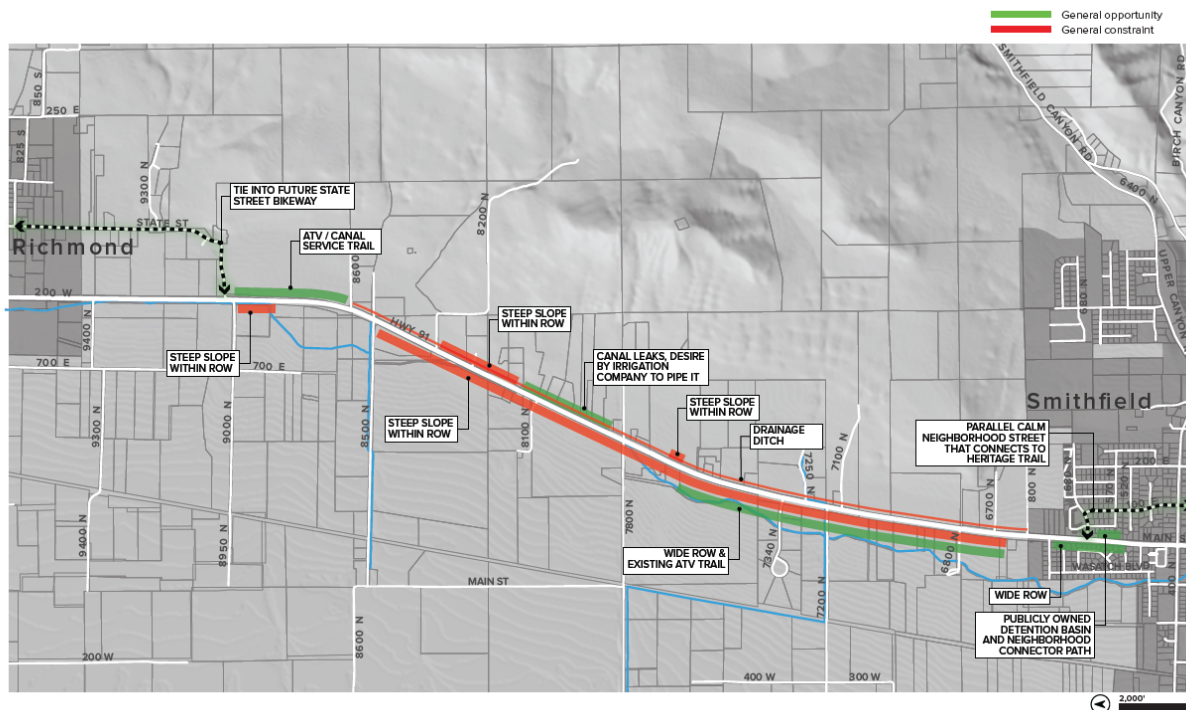 General opportunity
General constraint
850 S
825 S
250 E
9300 N
STATE ST
TIE INTO FUTURE STATE
STREET BIKEWAY
Richmond
ATV / CANAL
SERVICE TRAIL
8200 N
SMITHFIELD CANYON RD
BIRCH CANYON RD
6400 N
UPPER CANYON
660 N
200 W
9400 N
HWY 91
STEEP SLOPE
WITHIN ROW
STEEP SLOPE
WITHIN ROW
700 E
700 E
CANAL LEAKS, DESIRE
BY IRRIGATION
COMPANY TO PIPE IT
STEEP SLOPE
WITHIN ROW
STEEP SLOPE
WITHIN ROW
DRAINAGE
DITCH
Smithfield
PARALLEL CALM
NEIGHBORHOOD STREET
THAT CONNECTS TO
HERITAGE TRAIL
9300 N
9000 N
8500 N
8100 N
7250 N
7100 N
6700 N
800 N
200 E
570 N
520 N
100
7800 N
9400 N
8950 N
WIDE ROW &
EXISTING ATV TRAIL
7340 N
7200 N
6800 N
MAIN S
WASATCH BLVD
400 N
MAIN ST
WIDE ROW
PUBLICLY OWNED
DETENTION BASIN
AND NEIGHBORHOOD
CONNECTOR PATH
8600 N
200 W
400 W
300 W
2,000'